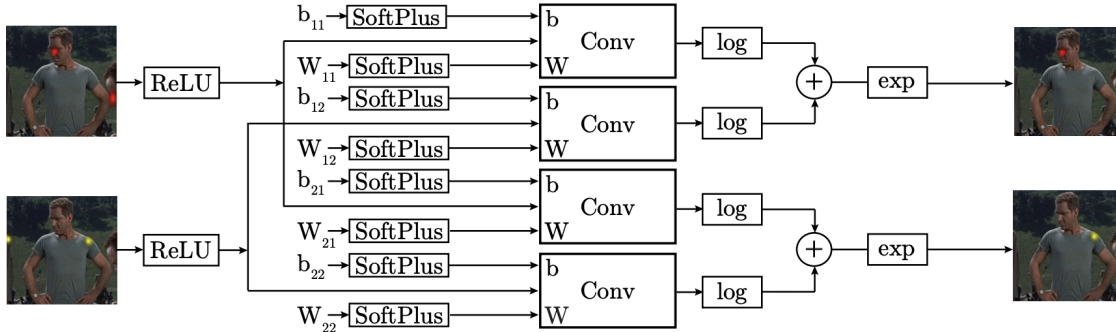 b₁₁ SoftPlus b Conv log
W₁₁ SoftPlus W
ReLU + exp
b₁₂ SoftPlus b Conv log
W₁₂ SoftPlus W
b₂₁ SoftPlus b Conv log
W₂₁ SoftPlus W
ReLU + exp
b₂₂ SoftPlus b Conv log
W₂₂ SoftPlus W